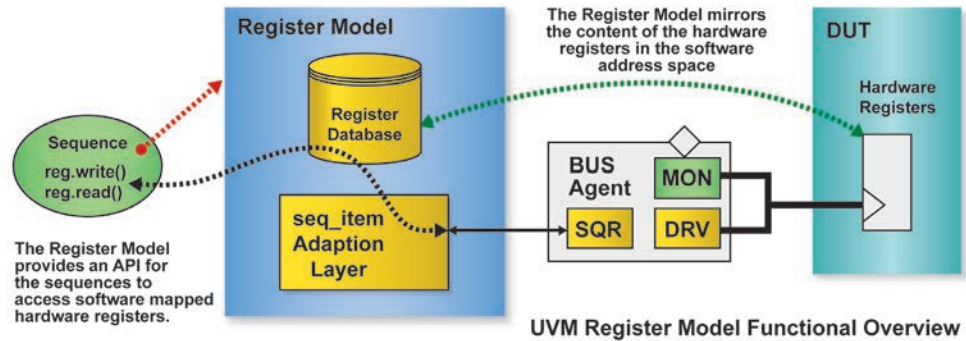 Register Model
The Register Model mirrors
the content of the hardware
registers in the software
address space
DUT
Hardware
Registers
Register
Database
Sequence
reg.write()
reg.read()
BUS
Agent
MON
SQR
DRV
seq_item
Adaption
Layer
The Register Model
provides an API for
the sequences to
access software mapped
hardware registers.
UVM Register Model Functional Overview